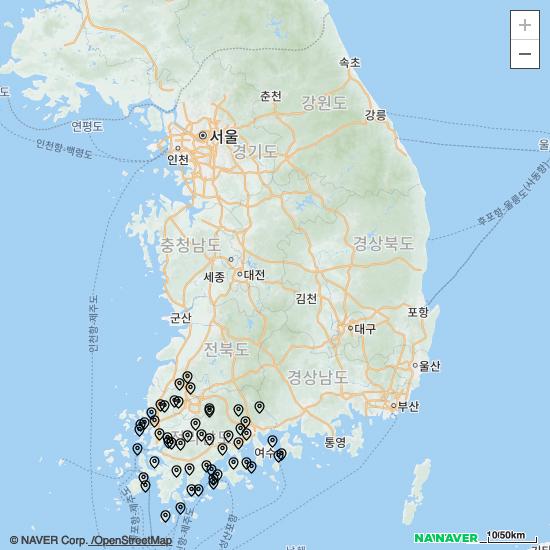 +
−
속초
춘천
강원도
강릉
도
연평도
서울
울
인천
경기도
인천항-백령도
후포항-울릉도(사동항)
충청남도
경상북도
세종
대전
인천항-제주도
김천
군산
포항
대구
전북도
울산
경상남도
부산
여수
통영
© NAVER Corp. /OpenStreetMap
NAVER
10/50km